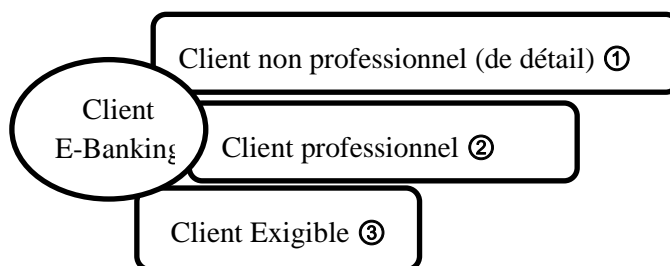 Client non professionnel (de détail) ①
Client
E-Banking
Client professionnel ②
Client Exigible ③